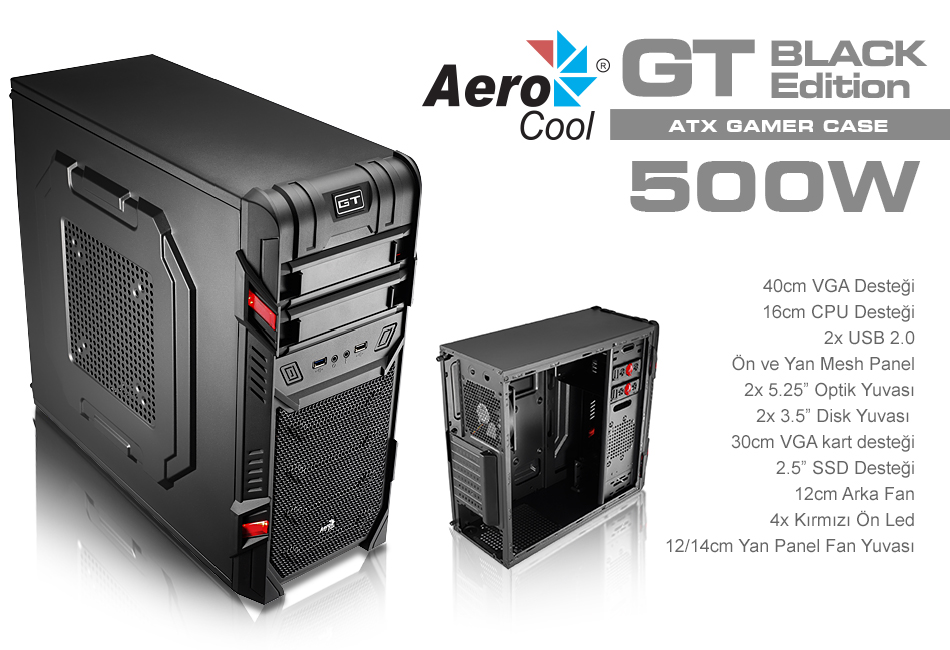 Aero
Cool
®
GT BLACK
Edition
ATX GAMER CASE
500W
GT
40cm VGA Desteği
16cm CPU Desteği
2x USB 2.0
Ön ve Yan Mesh Panel
2x 5.25” Optik Yuvası
2x 3.5” Disk Yuvası
30cm VGA kart desteği
2.5” SSD Desteği
12cm Arka Fan
4x Kırmızı Ön Led
12/14cm Yan Panel Fan Yuvası